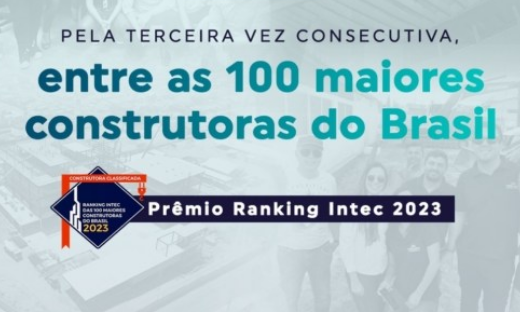 PELA TERCEIRA VEZ CONSECUTIVA,
entre as 100 maiores
construtoras do Brasil
CONSTRUTORA CLASSIFICADA
RANKING INTEC
DAS 100 MAIORES
CONSTRUTORAS
DO BRASIL
2023
Prêmio Ranking Intec 2023